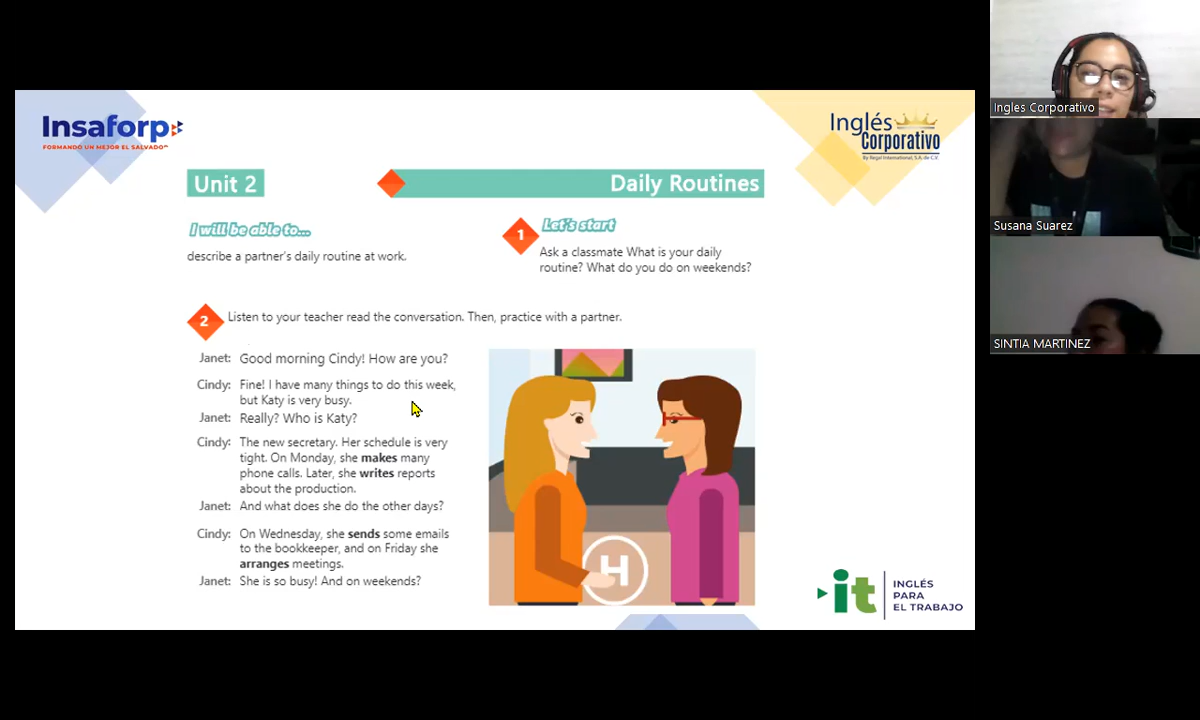 Insaforp
FORMANDO UN MEJOR EL SALVADOR
Inglés
Corporativo
By Regal International, S.A. de C.V.
Unit 2
Daily Routines
I will be able to...
describe a partner's daily routine at work.
1
Let's start
Ask a classmate What is your daily
routine? What do you do on weekends?
2
Listen to your teacher read the conversation. Then, practice with a partner.
Janet: Good morning Cindy! How are you?
Cindy: Fine! I have many things to do this week,
but Katy is very busy.
Janet: Really? Who is Katy?
Cindy: The new secretary. Her schedule is very
tight. On Monday, she makes many
phone calls. Later, she writes reports
about the production.
Janet: And what does she do the other days?
Cindy: On Wednesday, she sends some emails
to the bookkeeper, and on Friday she
arranges meetings.
Janet: She is so busy! And on weekends?
H
it
INGLÉS
PARA
EL TRABAJO
Ingles Corporativo
Susana Suarez
SINTIA MARTINEZ